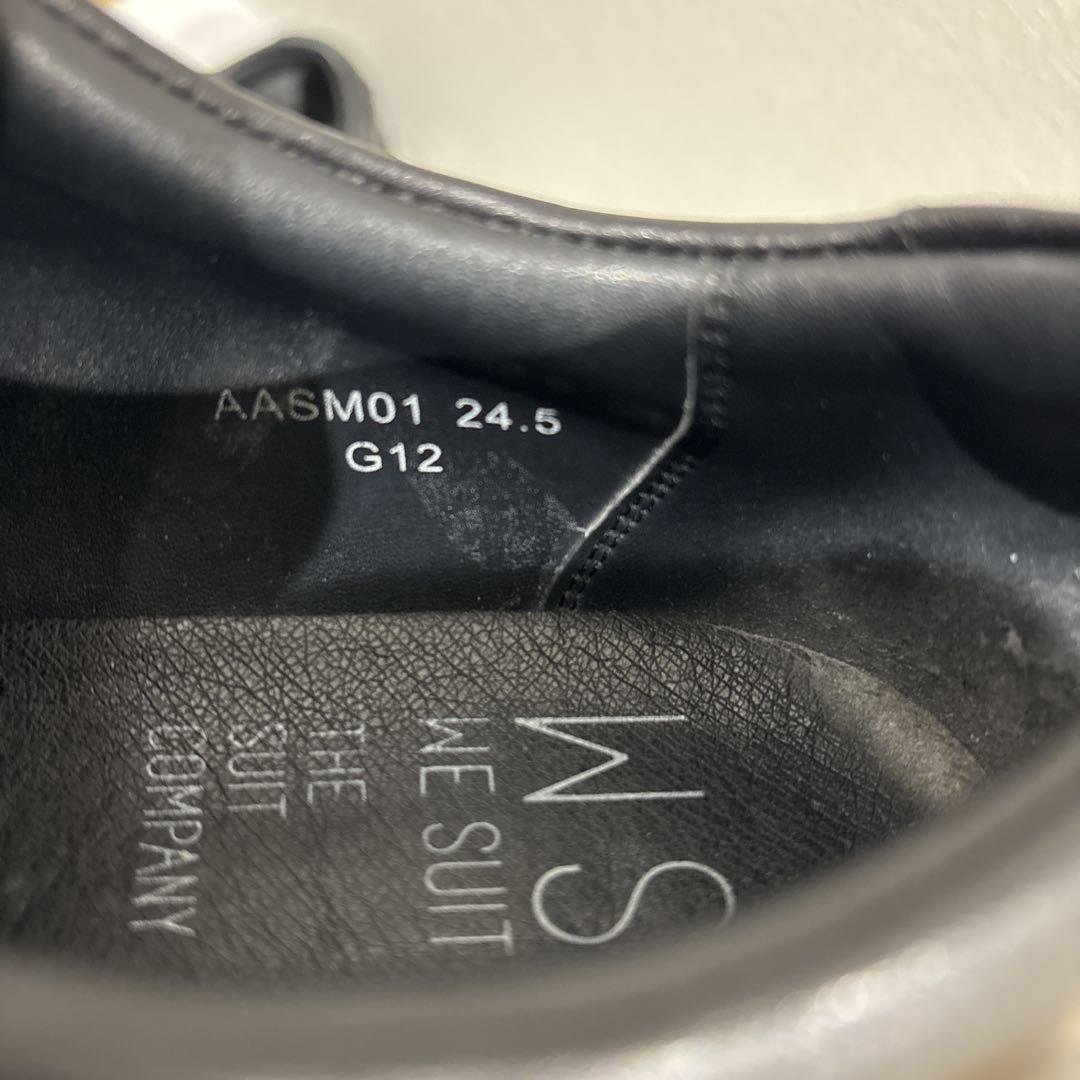 AASM01 24.5
G12
WS
WE SUIT
THE
SUIT
COMPANY